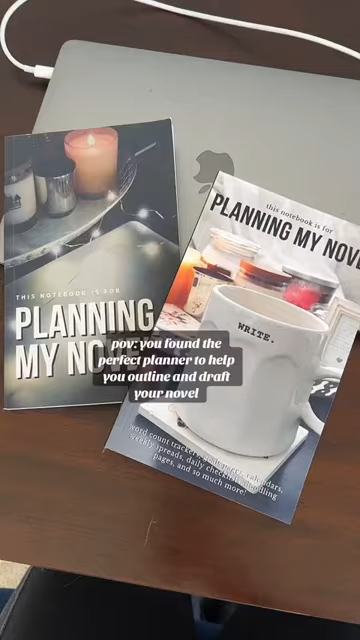 THIS NOTEBOOK IS FOR
PLANNING
MY NO
this notebook is for
PLANNING MY NOVE
WRITE.
pov: you found the
perfect planner to help
you outline and draft
your novel
word count trackers,
calendars,
weekly spreads, daily checklists,
pages, and so much more!